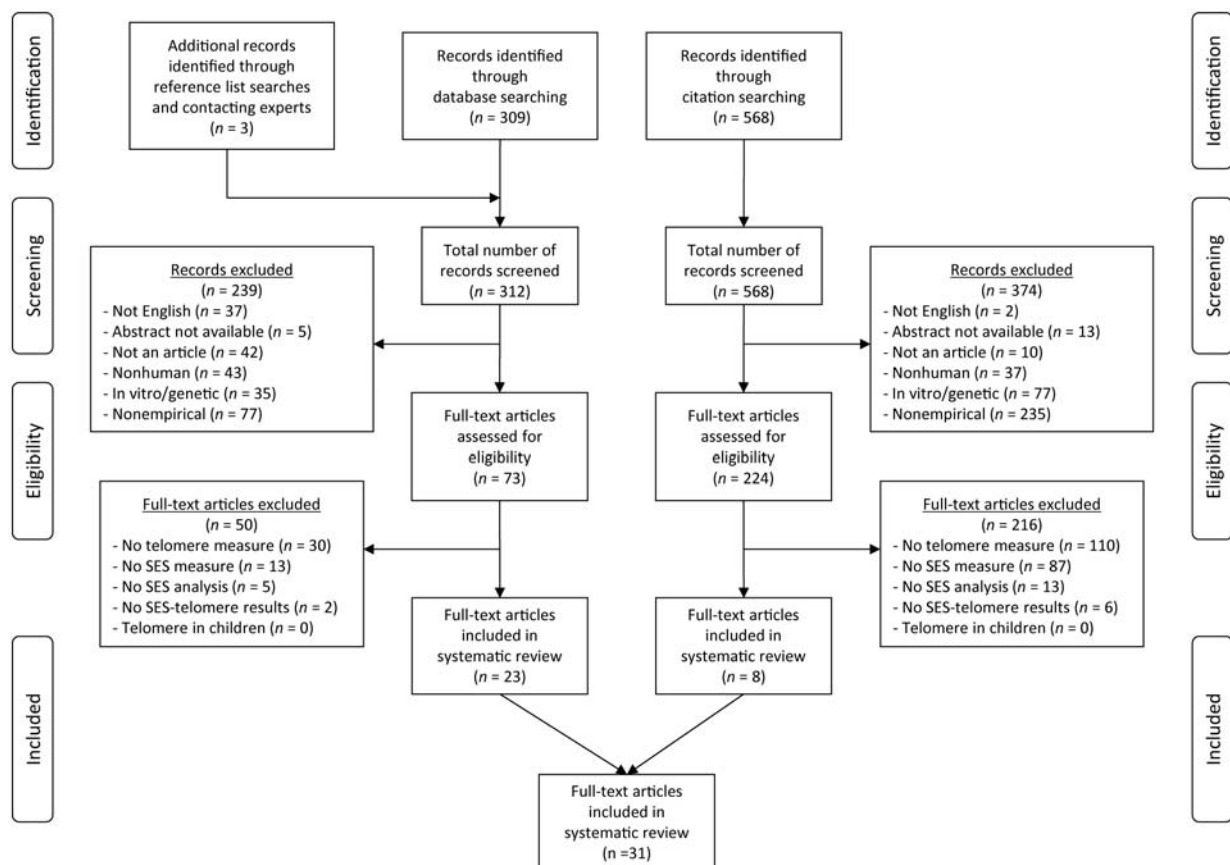 Identification
Additional records
identified through
reference list searches
and contacting experts
(n = 3)
Records identified
through
database searching
(n = 309)
Records identified
through
citation searching
(n = 568)
Identification
Screening
Total number of
records screened
(n = 312)
Total number of
records screened
(n = 568)
Screening
Records excluded
(n = 239)
- Not English (n = 37)
- Abstract not available (n = 5)
- Not an article (n = 42)
- Nonhuman (n = 43)
- In vitro/genetic (n = 35)
- Nonempirical (n = 77)
Records excluded
(n = 374)
- Not English (n = 2)
- Abstract not available (n = 13)
- Not an article (n = 10)
- Nonhuman (n = 37)
- In vitro/genetic (n = 77)
- Nonempirical (n = 235)
Eligibility
Full-text articles
assessed for
eligibility
(n = 73)
Full-text articles
assessed for
eligibility
(n = 224)
Eligibility
Full-text articles excluded
(n = 50)
- No telomere measure (n = 30)
- No SES measure (n = 13)
- No SES analysis (n = 5)
- No SES-telomere results (n = 2)
- Telomere in children (n = 0)
Full-text articles excluded
(n = 216)
- No telomere measure (n = 110)
- No SES measure (n = 87)
- No SES analysis (n = 13)
- No SES-telomere results (n = 6)
- Telomere in children (n = 0)
Included
Full-text articles
included in
systematic review
(n = 23)
Full-text articles
included in
systematic review
(n = 8)
Included
Full-text articles
included in
systematic review
(n =31)